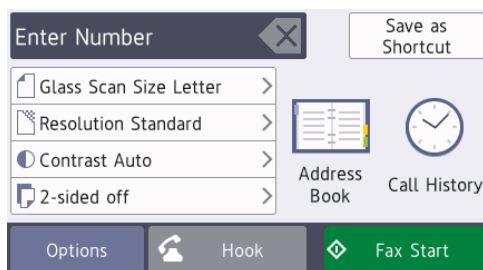 Enter Number
Save as
Shortcut
Glass Scan Size Letter
Resolution Standard
Contrast Auto
2-sided off
Address
Book
Call History
Options
Hook
Fax Start